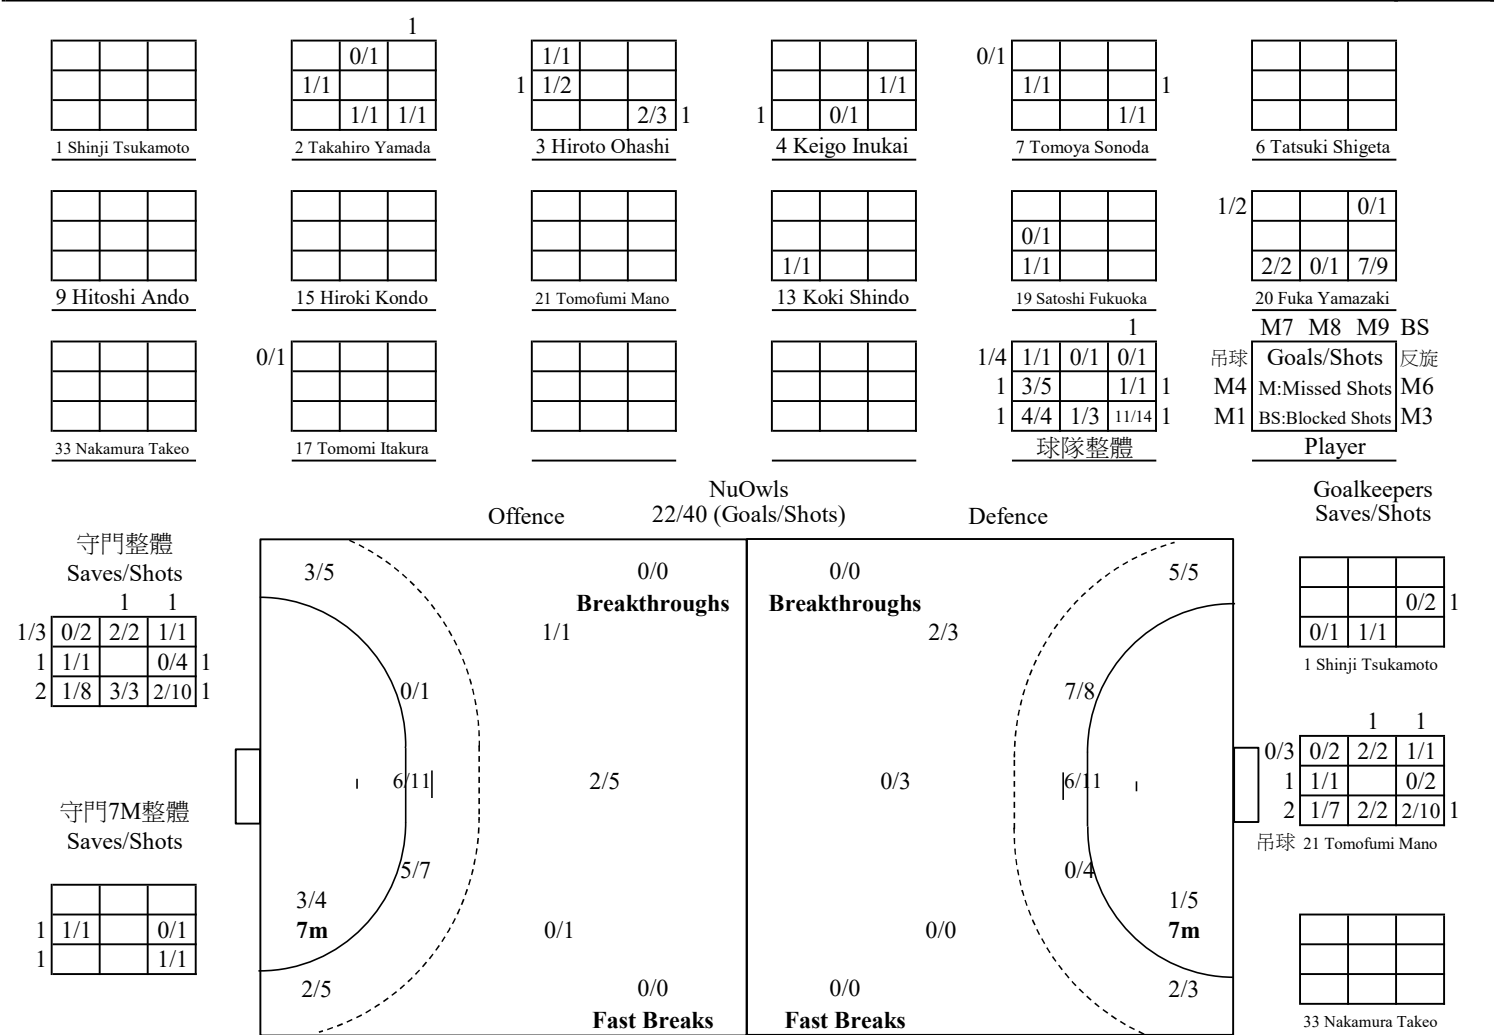 1
0/1 1/1 0/1
1/1 1 1/2 1/1 1/1 1
1/1 1/1 2/3 1 1 0/1 1/1
1 Shinji Tsukamoto 2 Takahiro Yamada 3 Hiroto Ohashi 4 Keigo Inukai 7 Tomoya Sonoda 6 Tatsuki Shigeta
1/2 0/1
0/1
1/1 1/1 2/2 0/1 7/9
9 Hitoshi Ando 15 Hiroki Kondo 21 Tomofumi Mano 13 Koki Shindo 19 Satoshi Fukuoka 20 Fuka Yamazaki
1 M7 M8 M9 BS
0/1 1/4 1/1 0/1 0/1 吊球 Goals/Shots 反旋
1 3/5 1/1 1 M4 M:Missed Shots M6
1 4/4 1/3 11/14 1 M1 BS:Blocked Shots M3
33 Nakamura Takeo 17 Tomomi Itakura 球隊整體 Player
NuOwls
Offence 22/40 (Goals/Shots) Defence
Goalkeepers
Saves/Shots
守門整體
Saves/Shots
1 1
1/3 0/2 2/2 1/1
1 1/1 0/4 1
2 1/8 3/3 2/10 1
守門7M整體
Saves/Shots
1 1/1 0/1
1 1/1
3/5 0/0
Breakthroughs
1/1
0/1
6/11 2/5
5/7
3/4
7m 0/1
2/5 0/0
Fast Breaks
0/0 5/5
Breakthroughs
2/3
7/8
0/3 6/11
0/4
1/5
0/0 7m
0/0 2/3
Fast Breaks
0/2 1
0/1 1/1
1 Shinji Tsukamoto
1 1
0/3 0/2 2/2 1/1
1 1/1 0/2
2 1/7 2/2 2/10 1
吊球 21 Tomofumi Mano
33 Nakamura Takeo